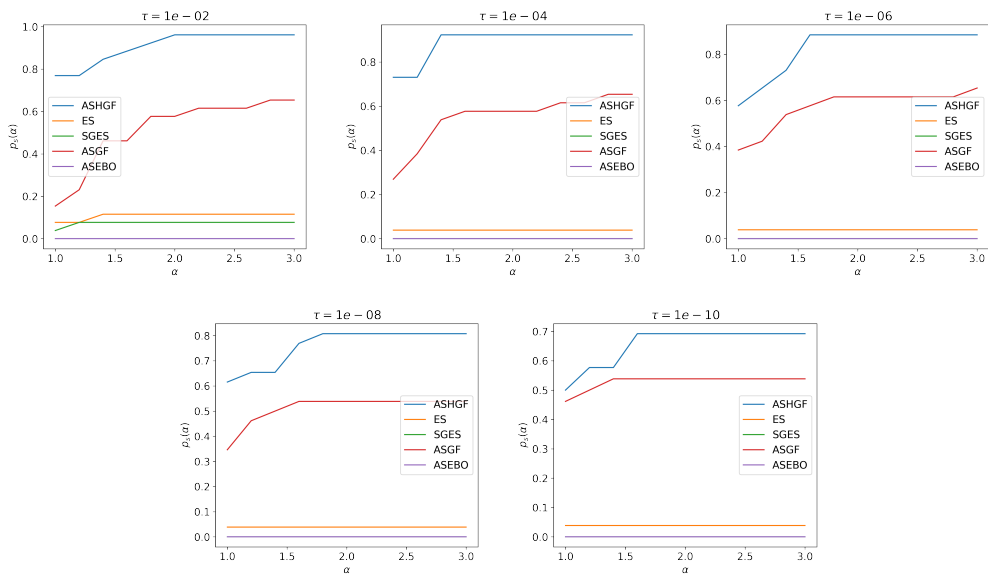 τ = 1e − 02
1.0
0.8
0.6
0.4
0.2
0.0
p_s(α)
ASHGF
ES
SGES
ASGF
ASEBO
1.0 1.5 2.0 2.5 3.0
α
τ = 1e − 04
0.8
0.6
0.4
0.2
0.0
p_s(α)
ASHGF
ES
SGES
ASGF
ASEBO
1.0 1.5 2.0 2.5 3.0
α
τ = 1e − 06
0.8
0.6
0.4
0.2
0.0
p_s(α)
ASHGF
ES
SGES
ASGF
ASEBO
1.0 1.5 2.0 2.5 3.0
α
τ = 1e − 08
0.8
0.7
0.6
0.5
0.4
0.3
0.2
0.1
0.0
p_s(α)
ASHGF
ES
SGES
ASGF
ASEBO
1.0 1.5 2.0 2.5 3.0
α
τ = 1e − 10
0.7
0.6
0.5
0.4
0.3
0.2
0.1
0.0
p_s(α)
ASHGF
ES
SGES
ASGF
ASEBO
1.0 1.5 2.0 2.5 3.0
α